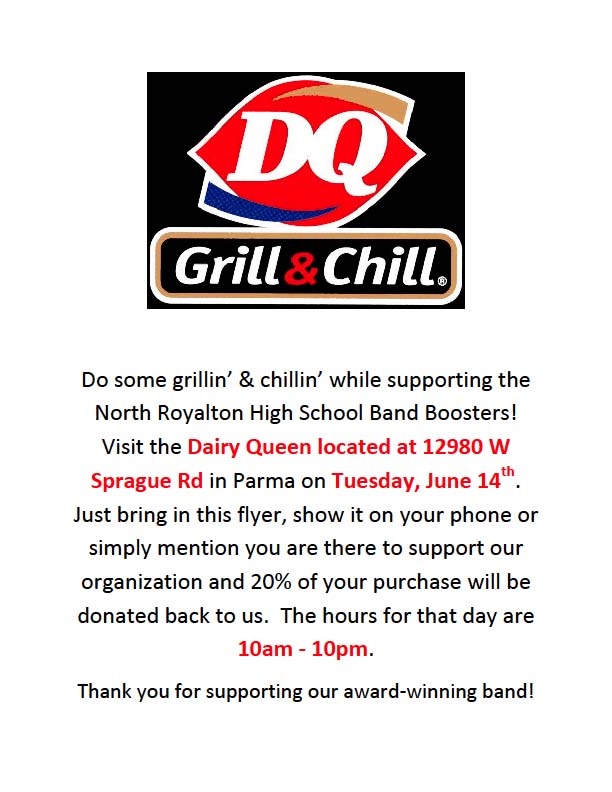 DQ
Grill & Chill®
Do some grillin’ & chillin’ while supporting the
North Royalton High School Band Boosters!
Visit the Dairy Queen located at 12980 W
Sprague Rd in Parma on Tuesday, June 14th.
Just bring in this flyer, show it on your phone or
simply mention you are there to support our
organization and 20% of your purchase will be
donated back to us.  The hours for that day are
10am - 10pm.
Thank you for supporting our award-winning band!